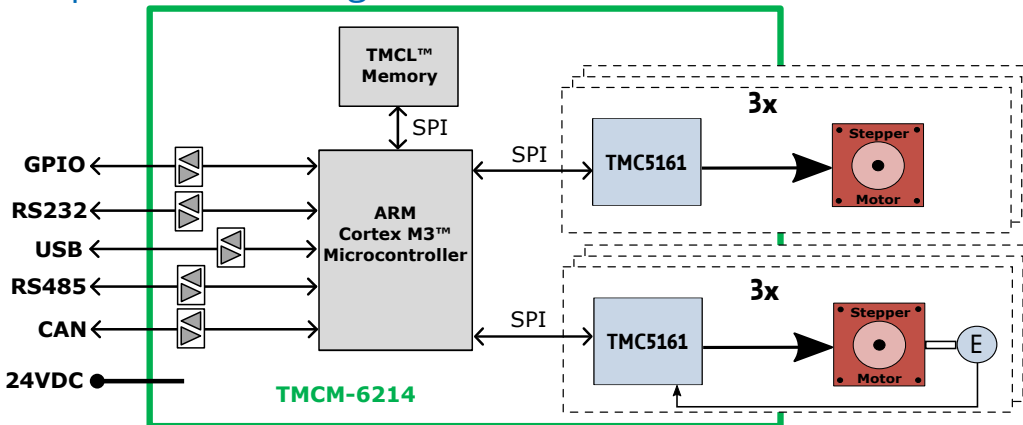 TMCL™
Memory
SPI
3x
GPIO
SPI
TMC5161
Stepper
Motor
RS232
ARM
Cortex M3™
Microcontroller
USB
RS485
3x
CAN
SPI
TMC5161
Stepper
Motor
E
24VDC
TMCM-6214